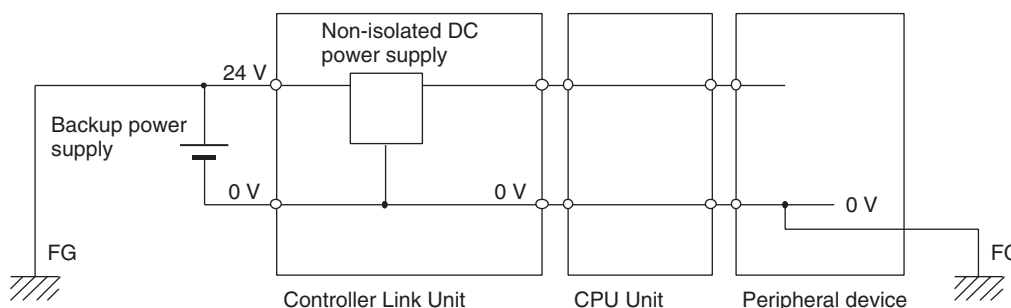 Non-isolated DC
power supply
24 V
Backup power
supply
0 V
0 V
0 V
FG
FG
Controller Link Unit
CPU Unit
Peripheral device